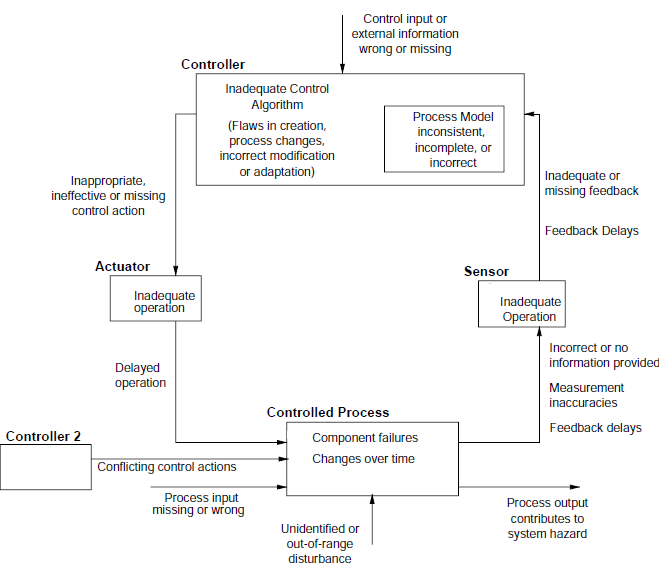 Control input or
external information
wrong or missing
Controller
Inadequate Control
Algorithm
(Flaws in creation,
process changes,
incorrect modification
or adaptation)
Process Model
inconsistent,
incomplete, or
incorrect
Inappropriate,
ineffective or missing
control action
Inadequate or
missing feedback
Feedback Delays
Actuator
Inadequate
operation
Sensor
Inadequate
Operation
Delayed
operation
Incorrect or no
information provided
Measurement
inaccuracies
Feedback delays
Controlled Process
Component failures
Changes over time
Controller 2
Conflicting control actions
Process input
missing or wrong
Unidentified or
out-of-range
disturbance
Process output
contributes to
system hazard